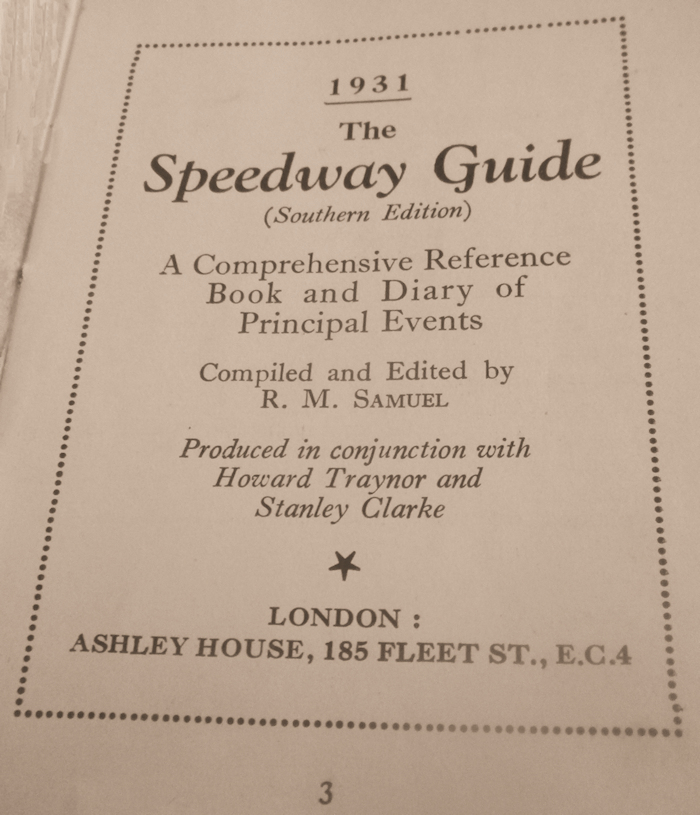 1931
The
Speedway Guide
(Southern Edition)
A Comprehensive Reference
Book and Diary of
Principal Events
Compiled and Edited by
R. M. SAMUEL
Produced in conjunction with
Howard Traynor and
Stanley Clarke
LONDON :
ASHLEY HOUSE, 185 FLEET ST., E.C.4
3